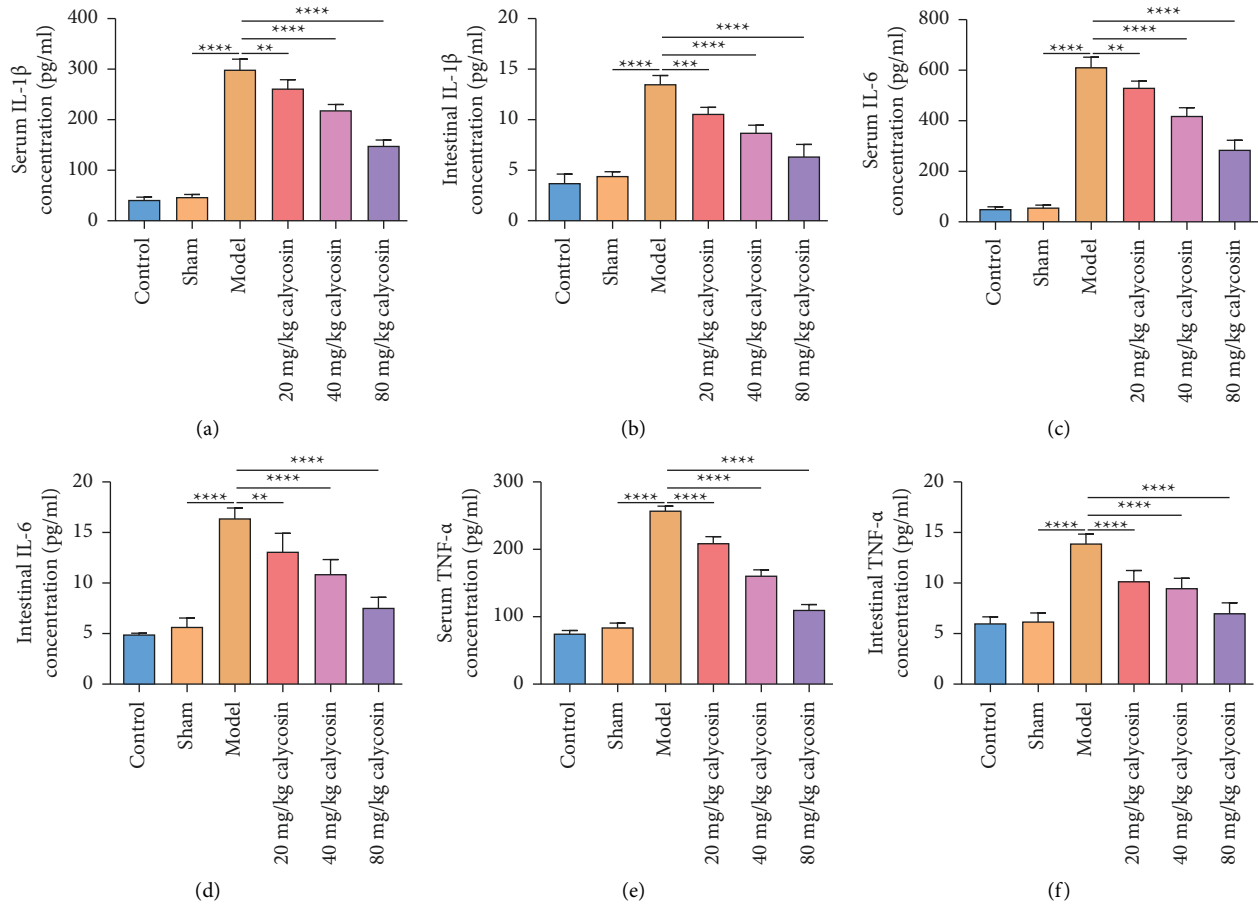 Serum IL-1β
concentration (pg/ml)
400
300
200
100
0
****
****
**** **
Control
Sham
Model
20 mg/kg calycosin
40 mg/kg calycosin
80 mg/kg calycosin
(a)
Intestinal IL-1β
concentration (pg/ml)
20
15
10
5
0
****
****
**** ***
Control
Sham
Model
20 mg/kg calycosin
40 mg/kg calycosin
80 mg/kg calycosin
(b)
Serum IL-6
concentration (pg/ml)
800
600
400
200
0
****
****
**** **
Control
Sham
Model
20 mg/kg calycosin
40 mg/kg calycosin
80 mg/kg calycosin
(c)
Intestinal IL-6
concentration (pg/ml)
20
15
10
5
0
****
****
**** **
Control
Sham
Model
20 mg/kg calycosin
40 mg/kg calycosin
80 mg/kg calycosin
(d)
Serum TNF-α
concentration (pg/ml)
300
200
100
0
****
****
**** ****
Control
Sham
Model
20 mg/kg calycosin
40 mg/kg calycosin
80 mg/kg calycosin
(e)
Intestinal TNF-α
concentration (pg/ml)
20
15
10
5
0
****
****
**** ****
Control
Sham
Model
20 mg/kg calycosin
40 mg/kg calycosin
80 mg/kg calycosin
(f)